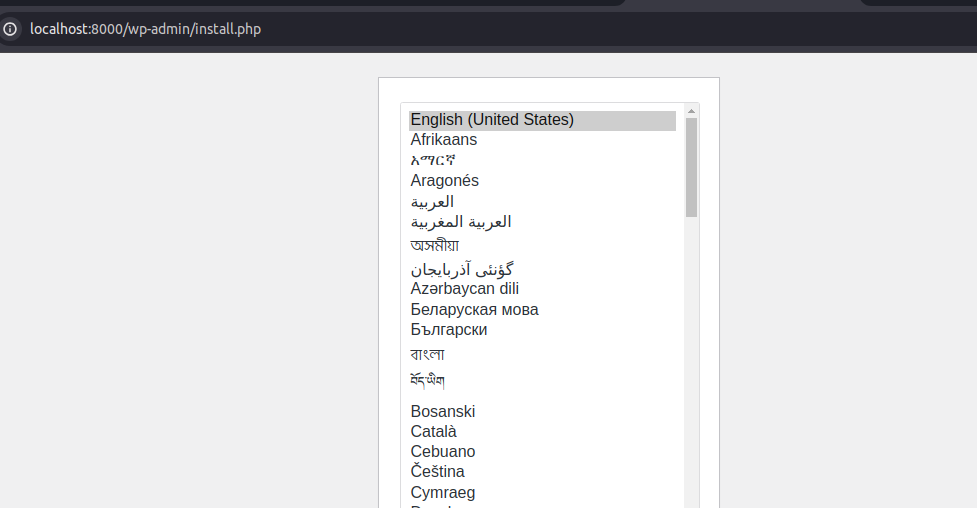 localhost:8000/wp-admin/install.php
English (United States)
Afrikaans
አማርኛ
Aragonés
العربية
العربية المغربية
অসমীয়া
گؤنئی آذربایجان
Azərbaycan dili
Беларуская мова
Български
বাংলা
བོད་ཡིག
Bosanski
Català
Cebuano
Čeština
Cymraeg